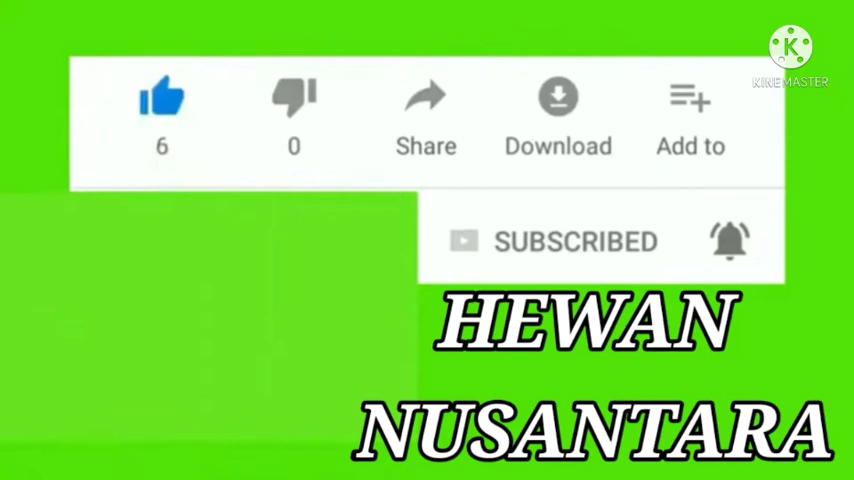 K
KINEMASTER
6 0 Share Download Add to
SUBSCRIBED
HEWAN
NUSANTARA